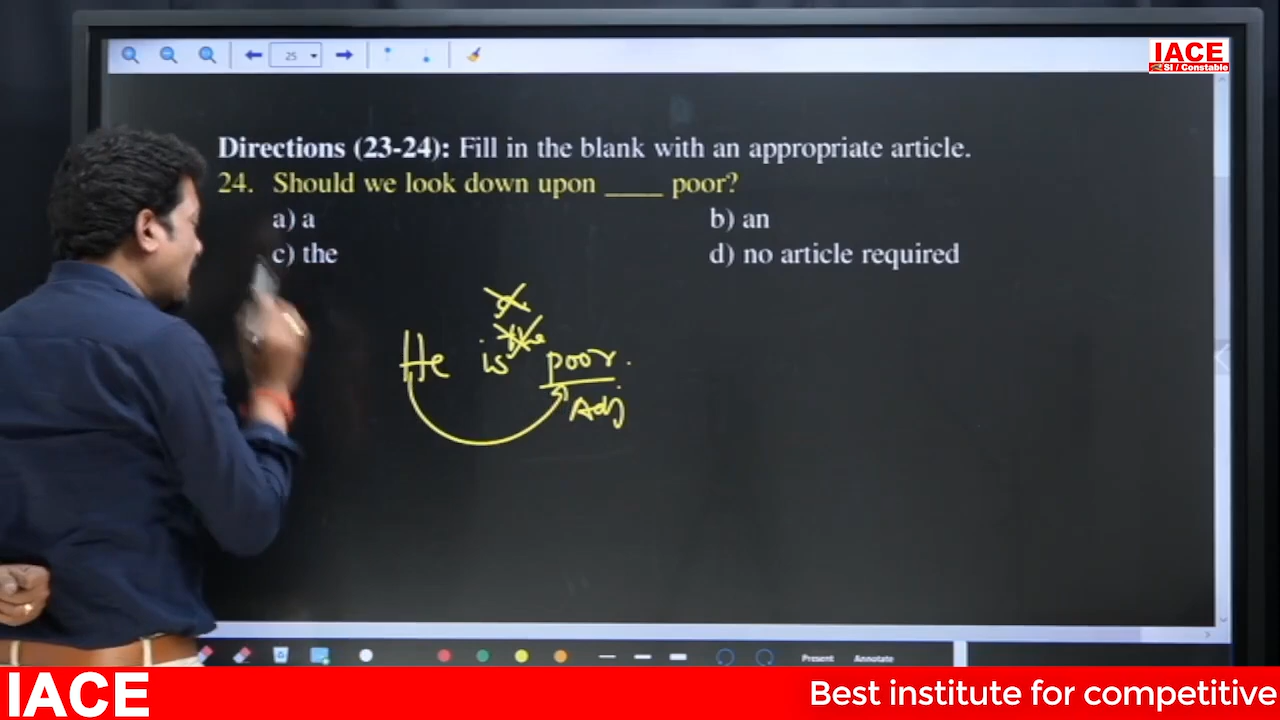 IACE
SI / Constable
25
Directions (23-24): Fill in the blank with an appropriate article.
24. Should we look down upon ____ poor?
a) a
b) an
c) the
d) no article required
a
the
He is poor.
Adj
Present
Annotate
IACE
Best institute for competitive